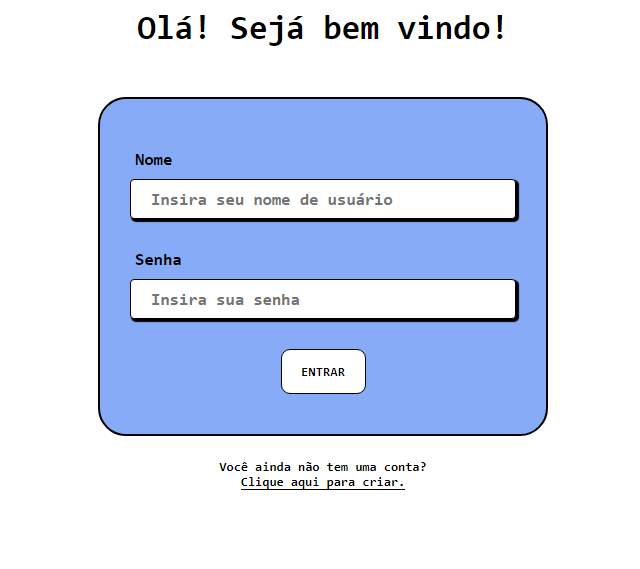 Olá! Sejá bem vindo!
Nome
Insira seu nome de usuário
Senha
Insira sua senha
ENTRAR
Você ainda não tem uma conta?
Clique aqui para criar.